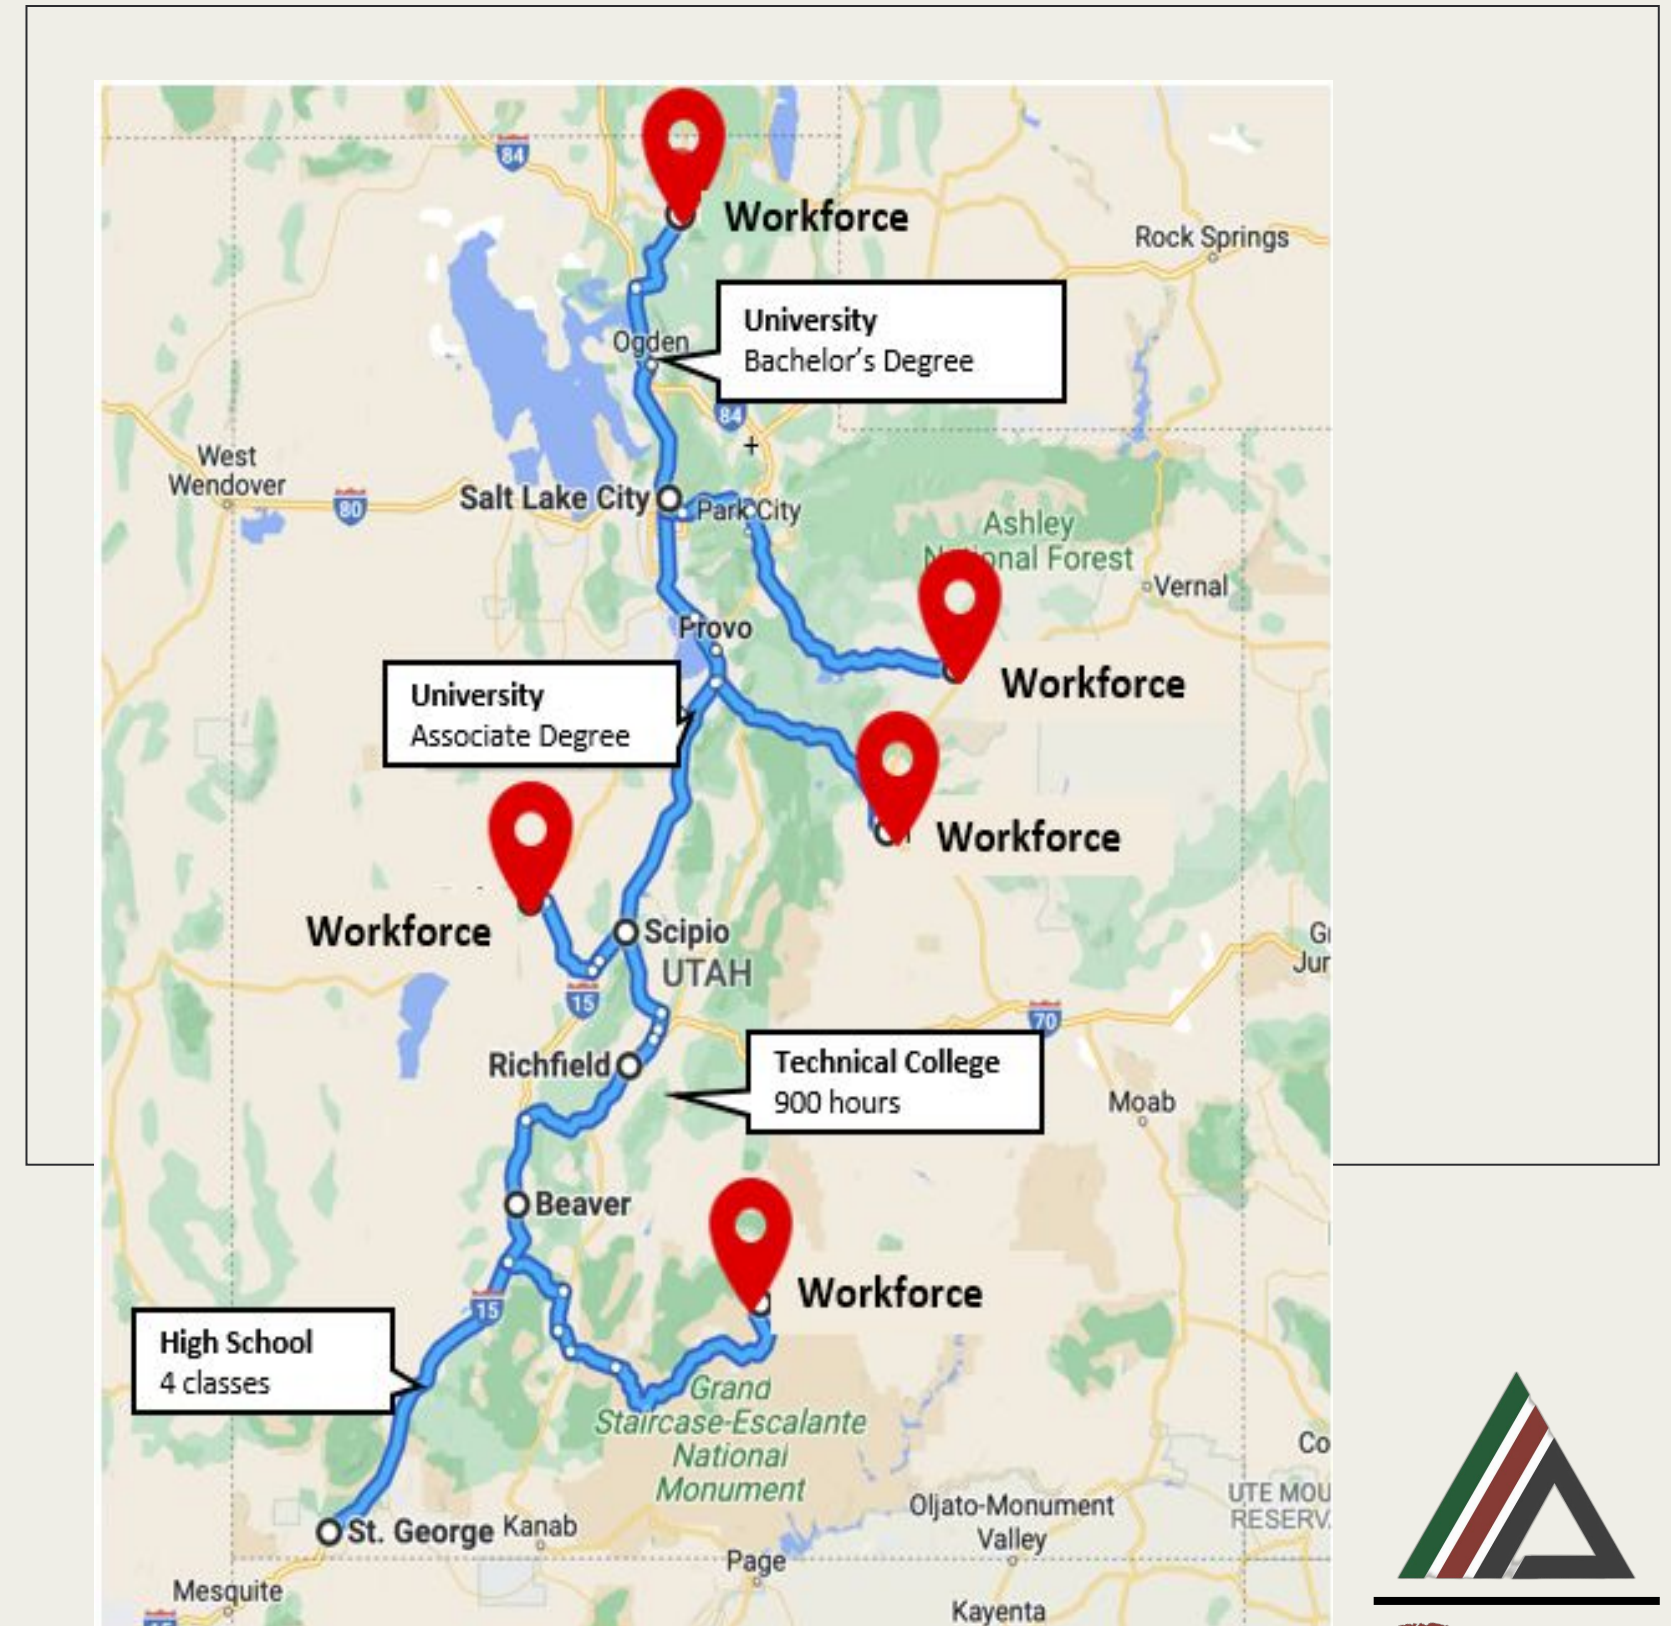 84
Workforce
Rock Springs
University
Bachelor's Degree
Ogden
84
West
Wendover
80
Salt Lake City
Park City
Ashley
National Forest
Vernal
Provo
Workforce
University
Associate Degree
Workforce
Workforce
Scipio
UTAH
15
70
Richfield
Technical College
900 hours
Moab
Beaver
Workforce
15
High School
4 classes
Grand
Staircase-Escalante
National
Monument
St. George
Kanab
Oljato-Monument
Valley
Page
Mesquite
Kayenta
UTE MOU
RESERV